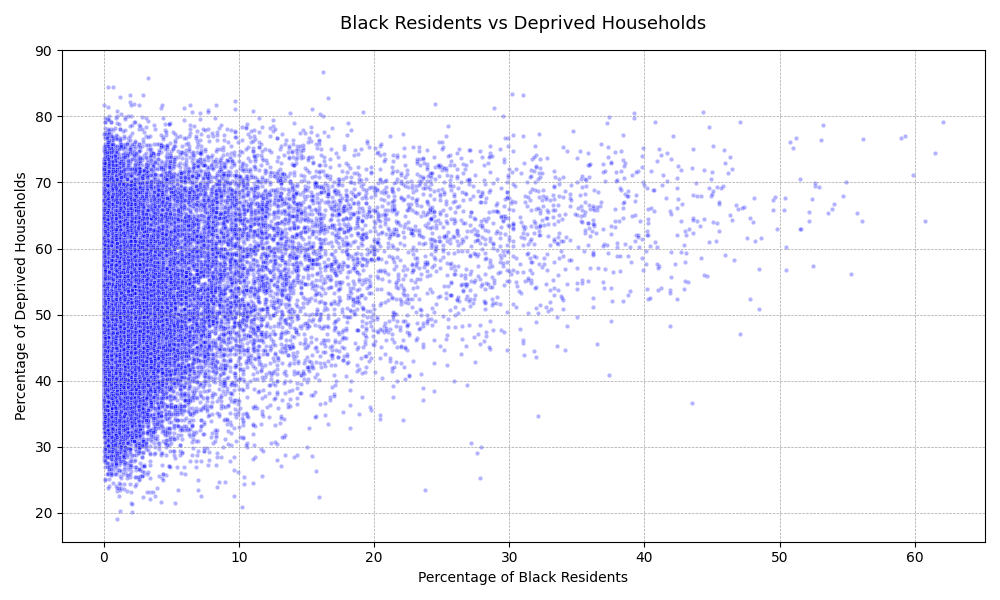 Black Residents vs Deprived Households
90
80
70
60
50
40
30
20
Percentage of Deprived Households
0 10 20 30 40 50 60
Percentage of Black Residents